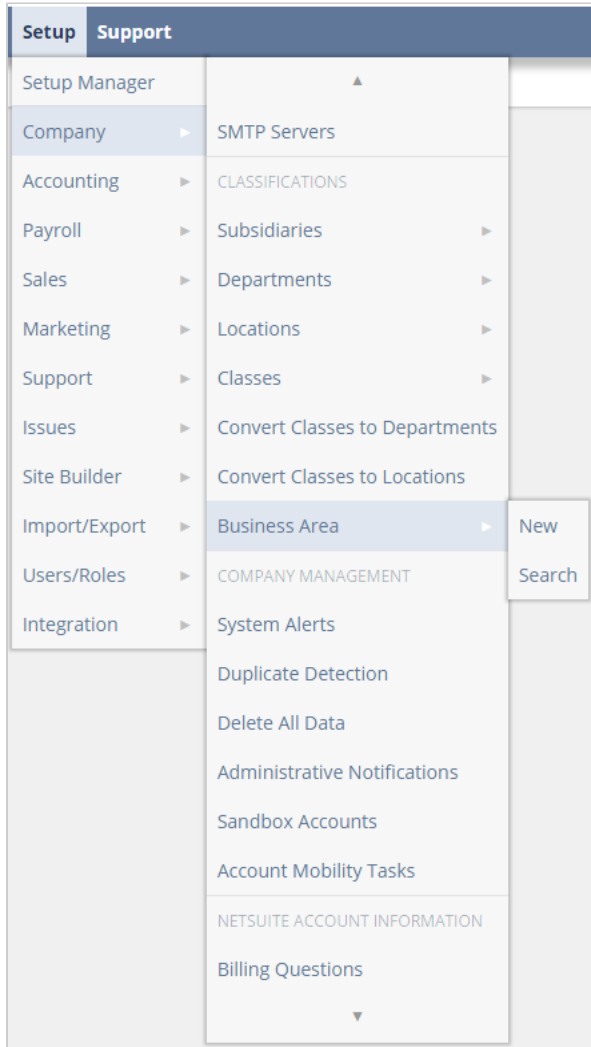 Setup Support
Setup Manager
Company
Accounting
Payroll
Sales
Marketing
Support
Issues
Site Builder
Import/Export
Users/Roles
Integration
SMTP Servers
CLASSIFICATIONS
Subsidiaries
Departments
Locations
Classes
Convert Classes to Departments
Convert Classes to Locations
Business Area
COMPANY MANAGEMENT
System Alerts
Duplicate Detection
Delete All Data
Administrative Notifications
Sandbox Accounts
Account Mobility Tasks
NETSUITE ACCOUNT INFORMATION
Billing Questions
New
Search